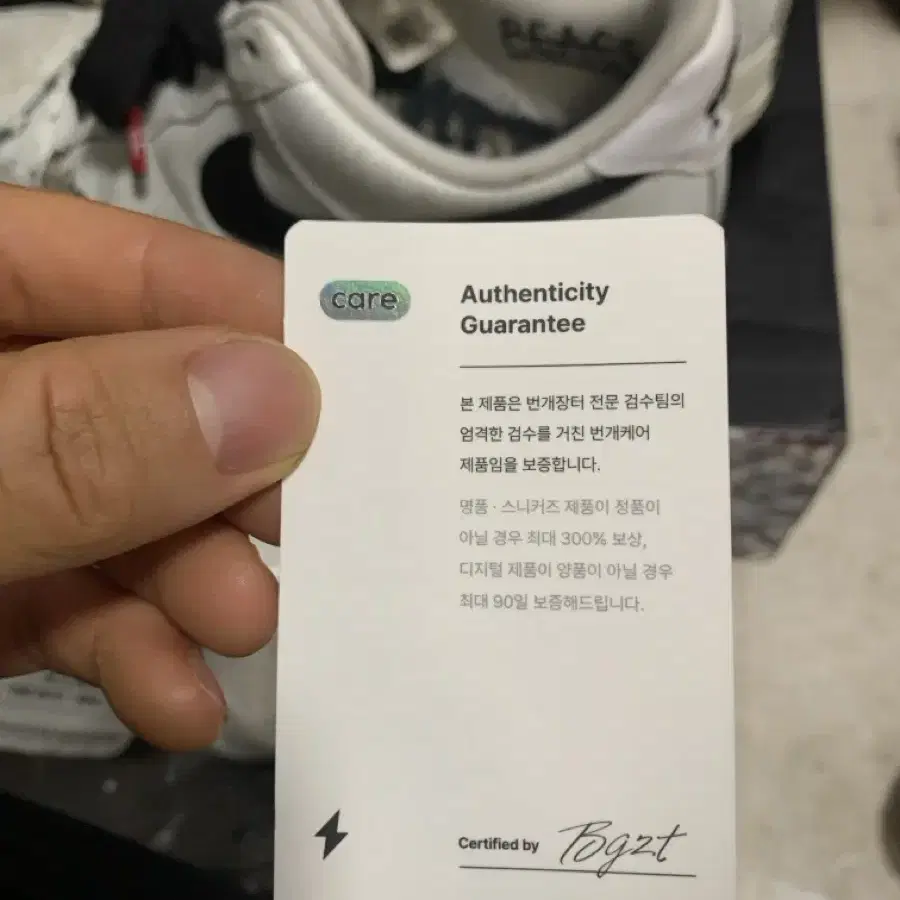 REACT
care
Authenticity
Guarantee
본 제품은 번개장터 전문 검수팀의
엄격한 검수를 거친 번개케어
제품임을 보증합니다.
명품 · 스니커즈 제품이 정품이
아닐 경우 최대 300% 보상,
디지털 제품이 양품이 아닐 경우
최대 90일 보증해드립니다.
Certified by Bgzt